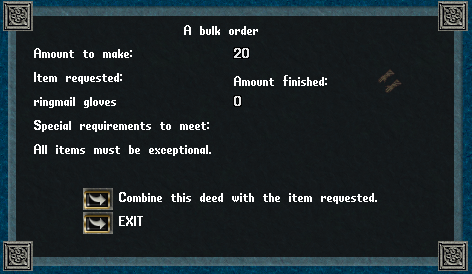 A bulk order
Amount to make: 20
Item requested: Amount finished:
ringmail gloves 0
Special requirements to meet:
All items must be exceptional.
Combine this deed with the item requested.
EXIT